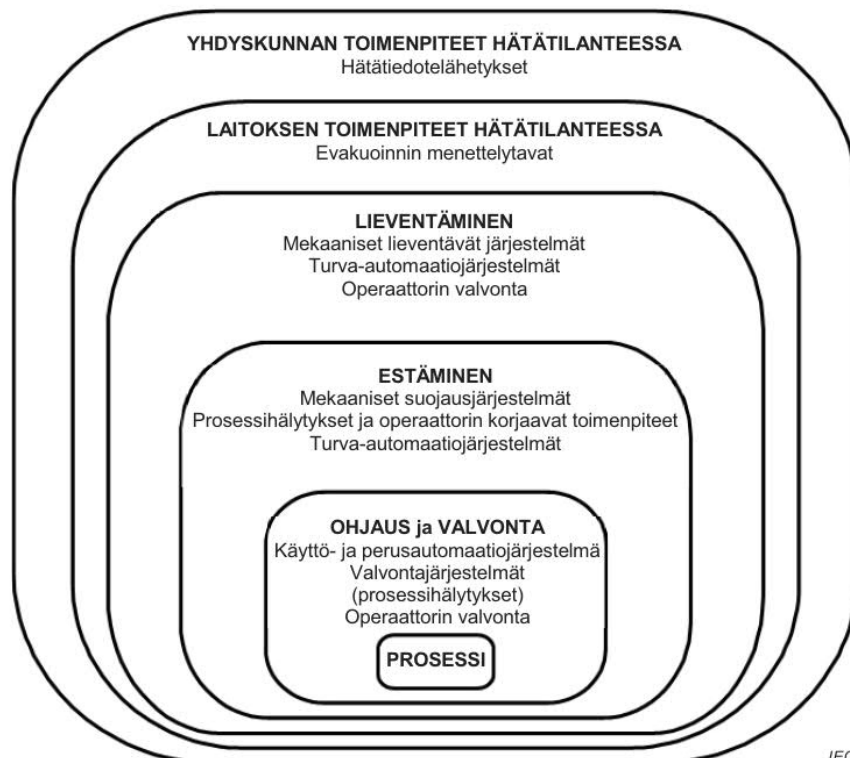 YHDYSKUNNAN TOIMENPITEET HÄTÄTILANTEESSA
Hätätiedotelähetykset
LAITOKSEN TOIMENPITEET HÄTÄTILANTEESSA
Evakuoinnin menettelytavat
LIEVENTÄMINEN
Mekaaniset lieventävät järjestelmät
Turva-automaatiojärjestelmät
Operaattorin valvonta
ESTÄMINEN
Mekaaniset suojausjärjestelmät
Prosessihälytykset ja operaattorin korjaavat toimenpiteet
Turva-automaatiojärjestelmät
OHJAUS ja VALVONTA
Käyttö- ja perusautomaatiojärjestelmä
Valvontajärjestelmät
(prosessihälytykset)
Operaattorin valvonta
PROSESSI